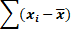 ∑(xᵢ − x̅)